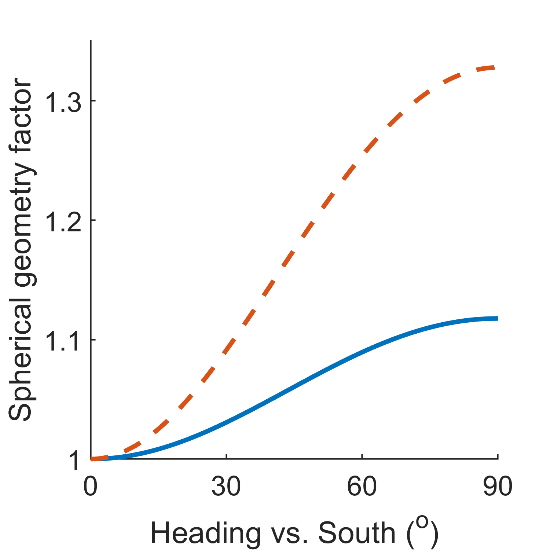 Spherical geometry factor
1.3
1.2
1.1
1
0 30 60 90
Heading vs. South (º)